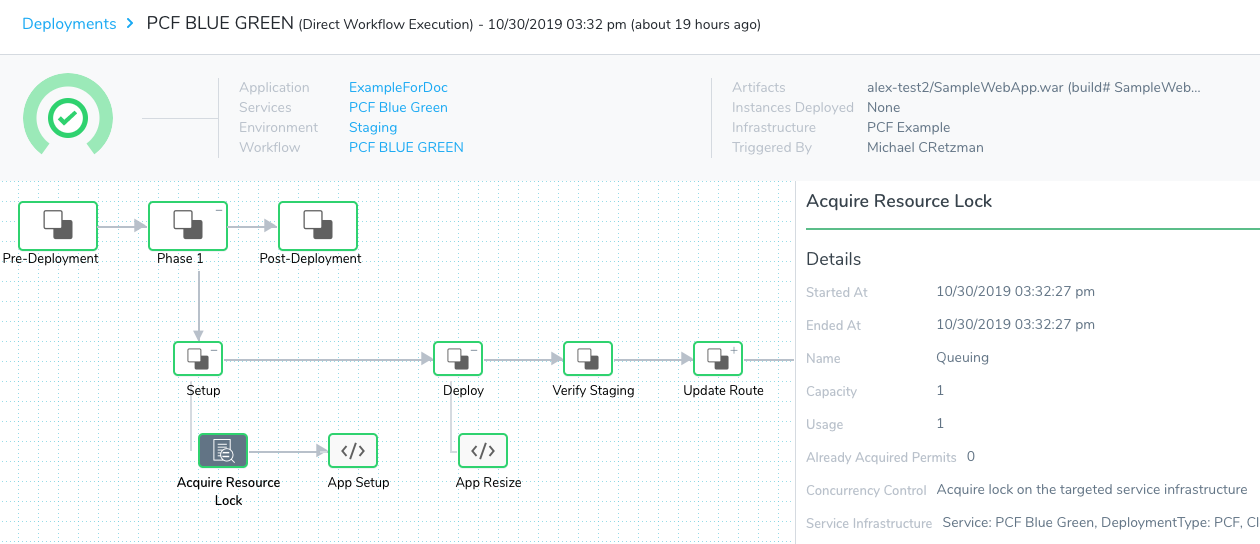 Deployments > PCF BLUE GREEN (Direct Workflow Execution) - 10/30/2019 03:32 pm (about 19 hours ago)
Application ExampleForDoc
Services PCF Blue Green
Environment Staging
Workflow PCF BLUE GREEN
Artifacts alex-test2/SampleWebApp.war (build# SampleWeb...
Instances Deployed None
Infrastructure PCF Example
Triggered By Michael CRetzman
Pre-Deployment Phase 1 Post-Deployment
Setup Deploy Verify Staging Update Route
Acquire Resource Lock App Setup App Resize
Acquire Resource Lock
Details
Started At 10/30/2019 03:32:27 pm
Ended At 10/30/2019 03:32:27 pm
Name Queuing
Capacity 1
Usage 1
Already Acquired Permits 0
Concurrency Control Acquire lock on the targeted service infrastructure
Service Infrastructure Service: PCF Blue Green, DeploymentType: PCF, Cl